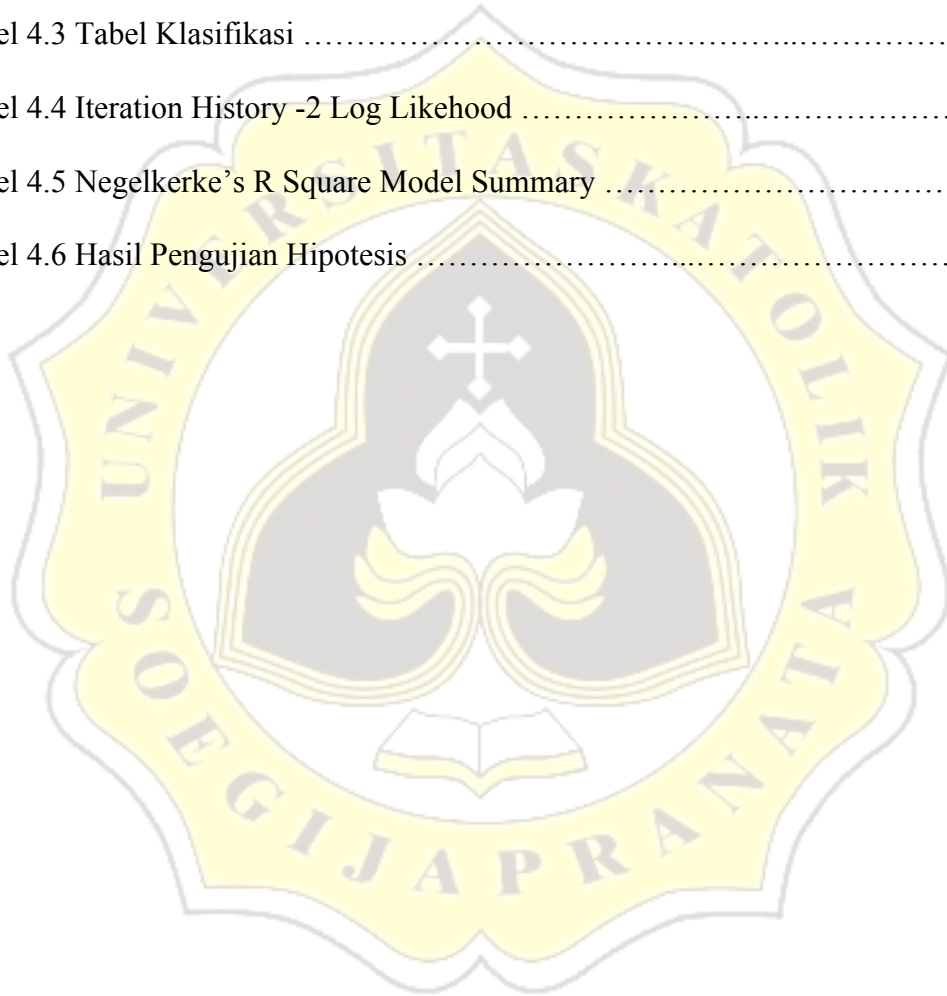 el 4.3 Tabel Klasifikasi ……………………………………………..……………
el 4.4 Iteration History -2 Log Likehood …………………..………………
el 4.5 Negelkerke’s R Square Model Summary ……………………………
el 4.6 Hasil Pengujian Hipotesis ……………………...……………………
UNIVERSITAS KATOLIK
SOEGIJAPRANATA